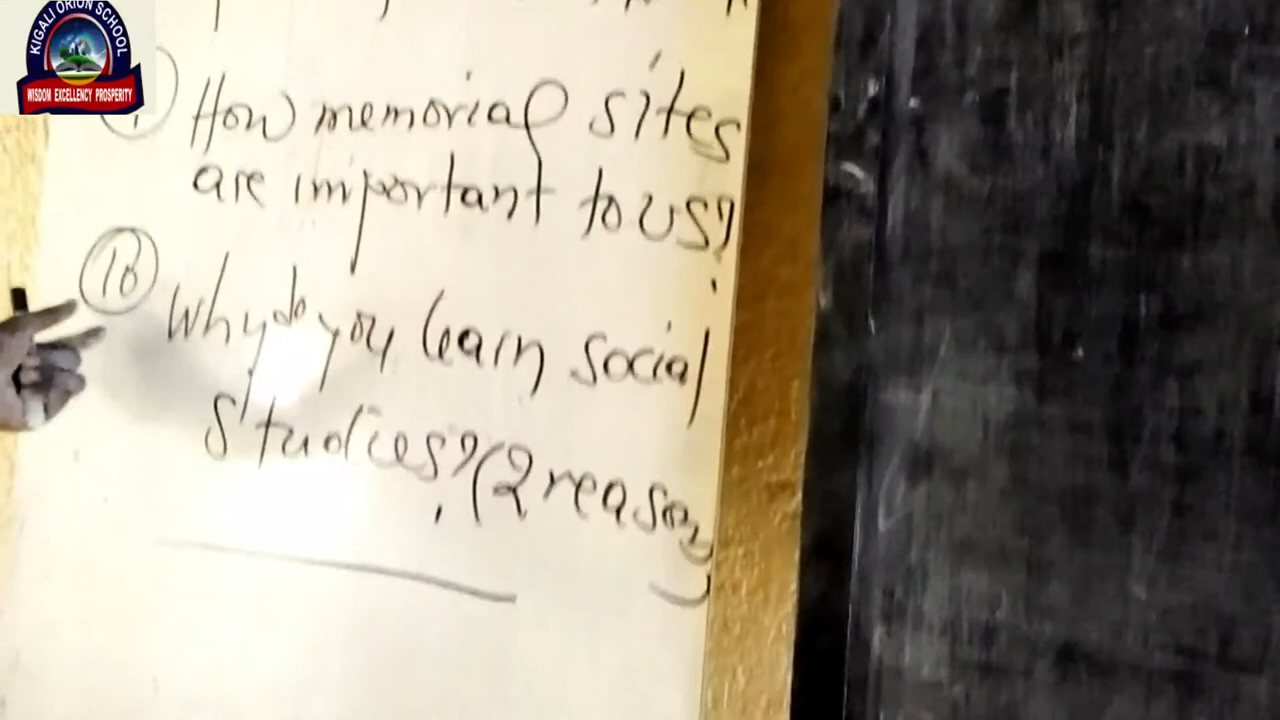 KIGALI ORION SCHOOL
WISDOM EXCELLENCY PROSPERITY
How memorial sites
are important to us?
10 Why do you learn social
studies? (2 reasons)